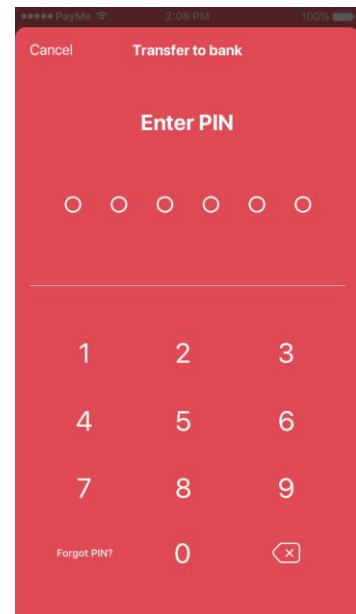 PayMe 2:08 PM 100%
Cancel Transfer to bank
Enter PIN
1 2 3
4 5 6
7 8 9
Forgot PIN? 0